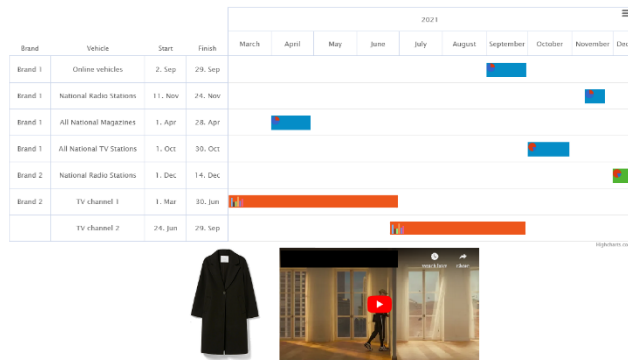 2021
Brand Vehicle Start Finish March April May June July August September October November Dec
Brand 1 Online vehicles 2. Sep 29. Sep
Brand 1 National Radio Stations 11. Nov 24. Nov
Brand 1 All National Magazines 1. Apr 28. Apr
Brand 1 All National TV Stations 1. Oct 30. Oct
Brand 2 National Radio Stations 1. Dec 14. Dec
Brand 2 TV channel 1 1. Mar 30. Jun
TV channel 2 24. Jun 29. Sep